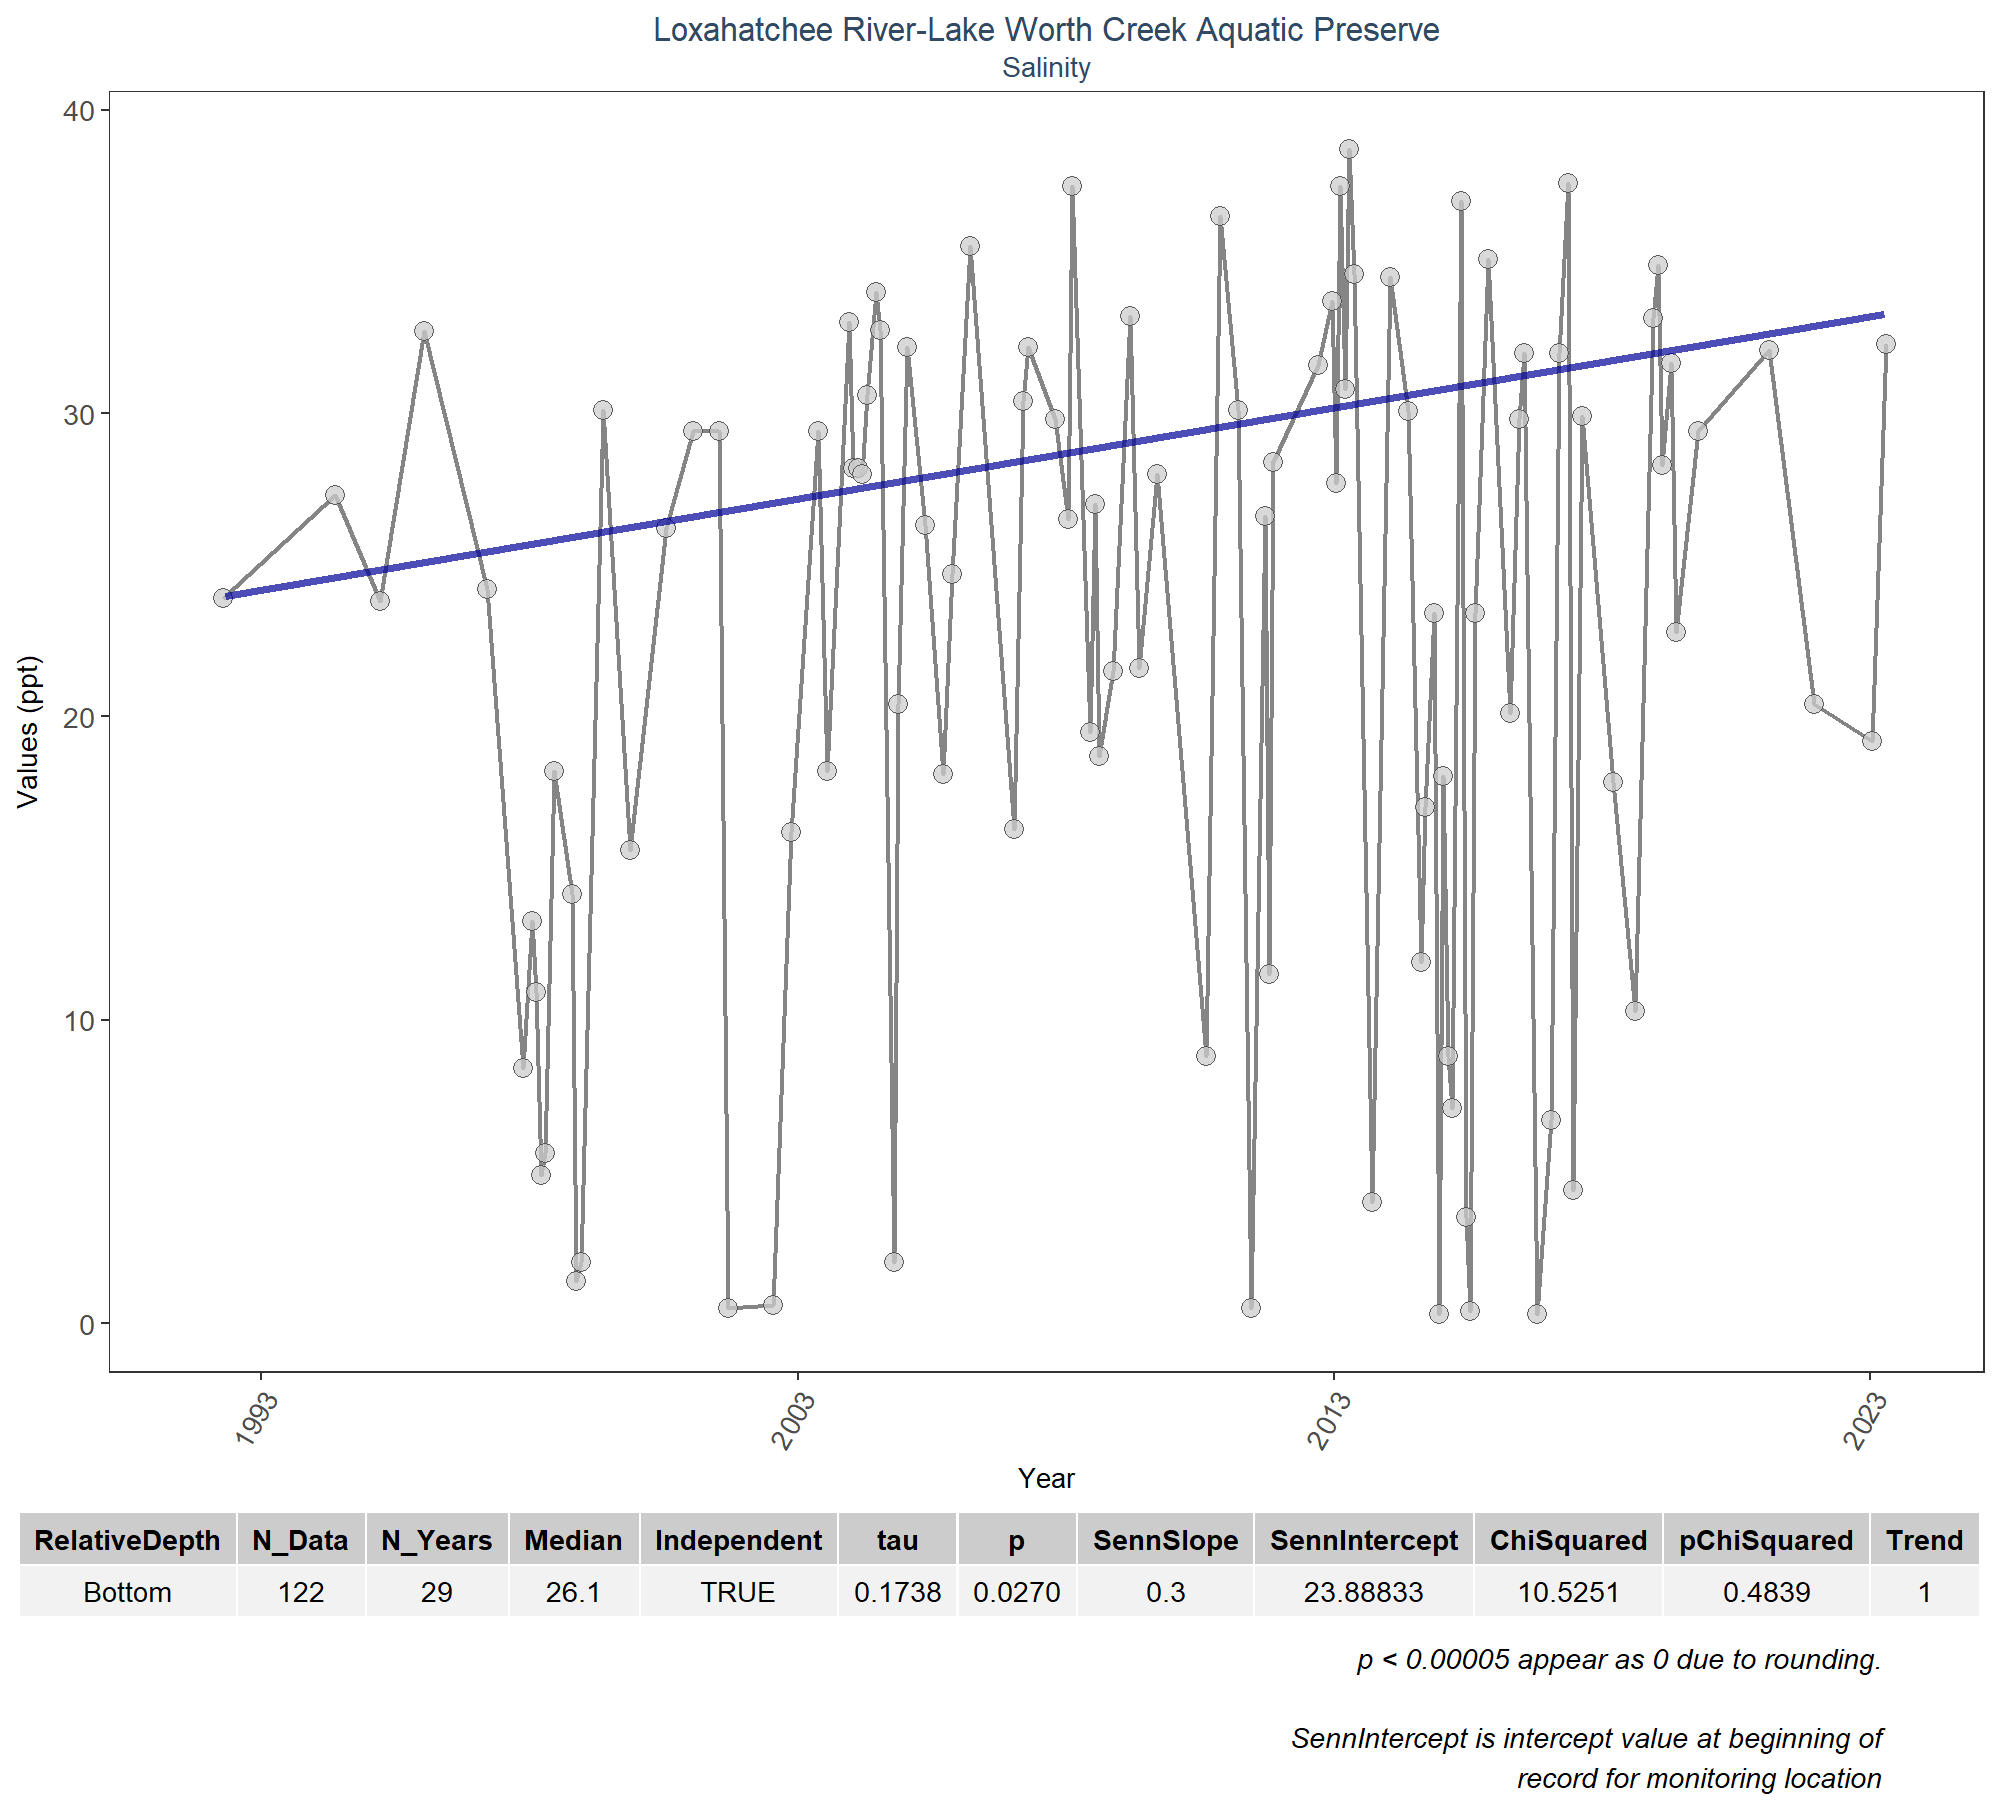 Loxahatchee River-Lake Worth Creek Aquatic Preserve
Salinity
40
30
20
10
0
Values (ppt)
1993
2003
2013
2023
Year
RelativeDepth N_Data N_Years Median Independent tau p SennSlope SennIntercept ChiSquared pChiSquared Trend
Bottom 122 29 26.1 TRUE 0.1738 0.0270 0.3 23.88833 10.5251 0.4839 1
p < 0.00005 appear as 0 due to rounding.
SennIntercept is intercept value at beginning of
record for monitoring location